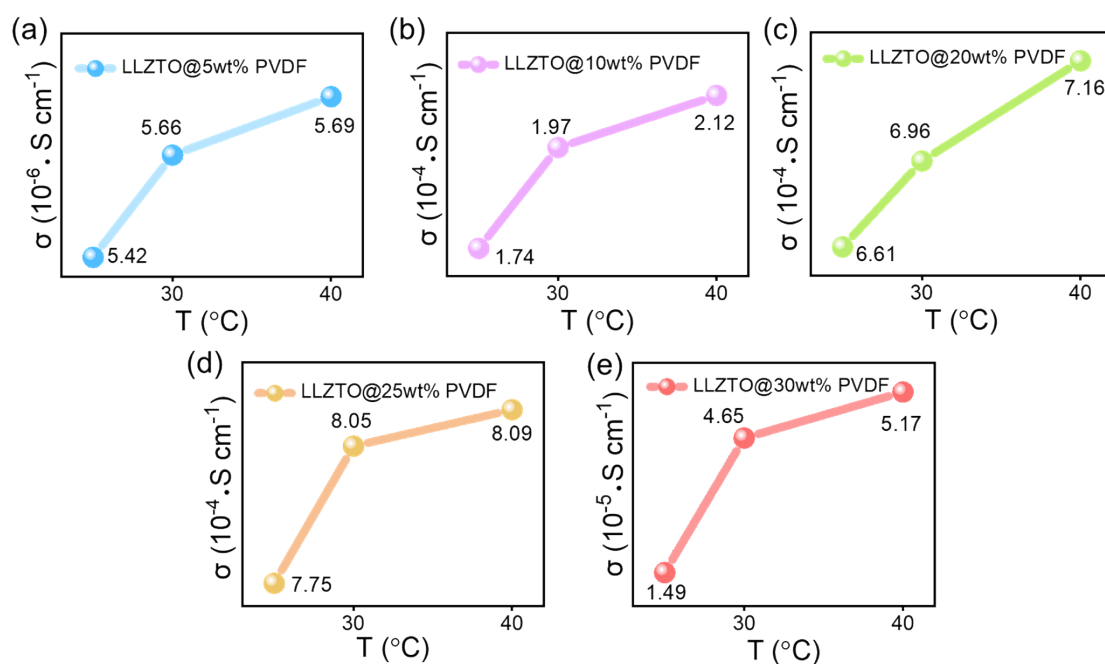 (a)
LLZTO@5wt% PVDF
5.66
5.69
5.42
σ (10⁻⁶.S cm⁻¹)
30
40
T (°C)
(b)
LLZTO@10wt% PVDF
1.97
2.12
1.74
σ (10⁻⁴.S cm⁻¹)
30
40
T (°C)
(c)
LLZTO@20wt% PVDF
7.16
6.96
6.61
σ (10⁻⁴.S cm⁻¹)
30
40
T (°C)
(d)
LLZTO@25wt% PVDF
8.05
8.09
7.75
σ (10⁻⁴.S cm⁻¹)
30
40
T (°C)
(e)
LLZTO@30wt% PVDF
4.65
5.17
1.49
σ (10⁻⁵.S cm⁻¹)
30
40
T (°C)